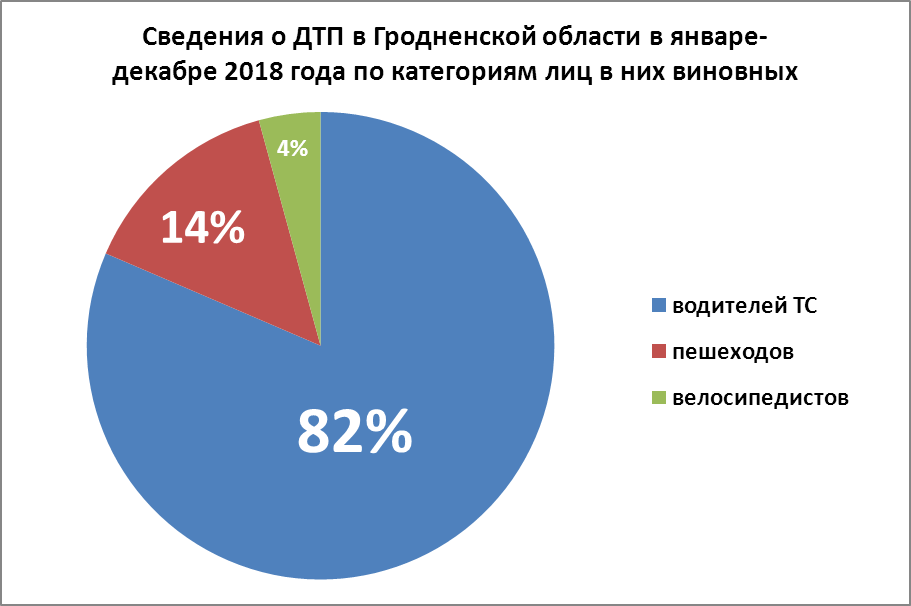 Сведения о ДТП в Гродненской области в январе-
декабре 2018 года по категориям лиц в них виновных
4%
14%
82%
водителей ТС
пешеходов
велосипедистов